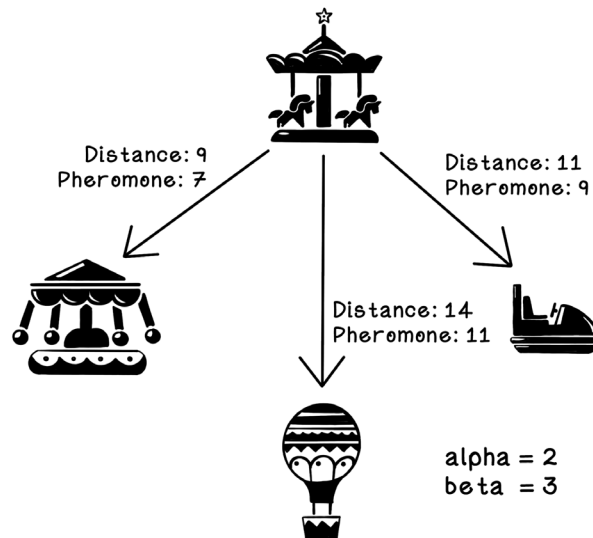 Distance: 9
Pheromone: 7
Distance: 11
Pheromone: 9
Distance: 14
Pheromone: 11
alpha = 2
beta = 3